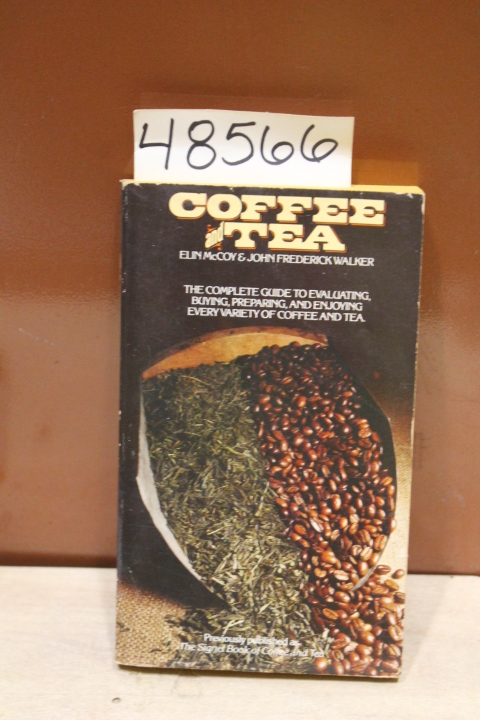 48566
COFFEE
and TEA
ELIN McCOY & JOHN FREDERICK WALKER
THE COMPLETE GUIDE TO EVALUATING,
BUYING, PREPARING, AND ENJOYING
EVERY VARIETY OF COFFEE AND TEA.
Previously published as
The Signet Book of Coffee and Tea